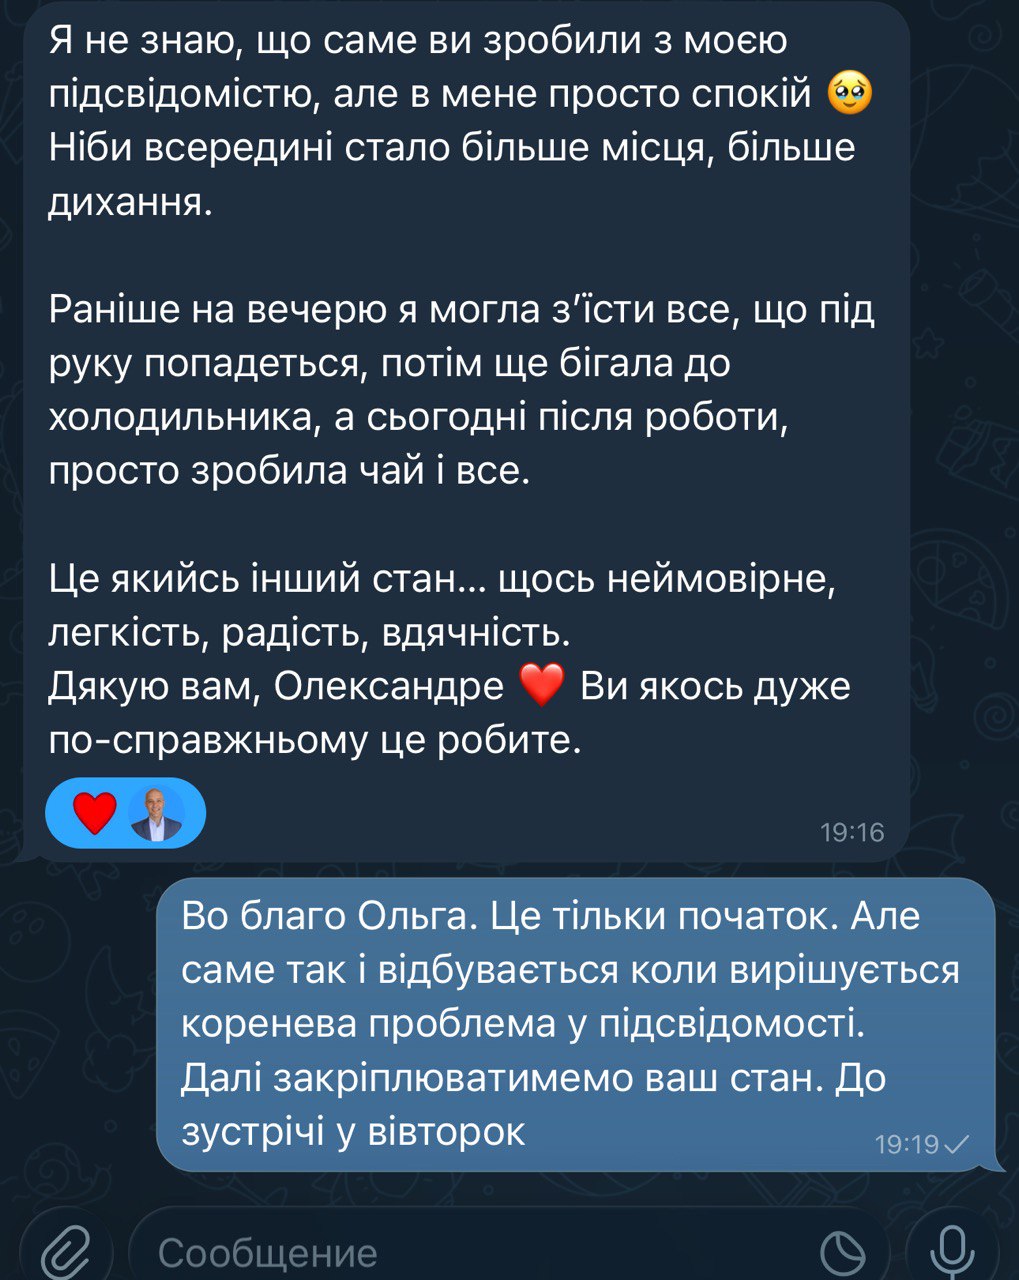 Я не знаю, що саме ви зробили з моєю
підсвідомістю, але в мене просто спокій 🥹
Ніби всередині стало більше місця, більше
дихання.
Раніше на вечерю я могла з’їсти все, що під
руку попадеться, потім ще бігала до
холодильника, а сьогодні після роботи,
просто зробила чай і все.
Це якийсь інший стан... щось неймовірне,
легкість, радість, вдячність.
Дякую вам, Олександре ❤️ Ви якось дуже
по-справжньому це робите.
19:16
Во благо Ольга. Це тільки початок. Але
саме так і відбувається коли вирішується
коренева проблема у підсвідомості.
Далі закріплюватимемо ваш стан. До
зустрічі у вівторок
19:19
Сообщение